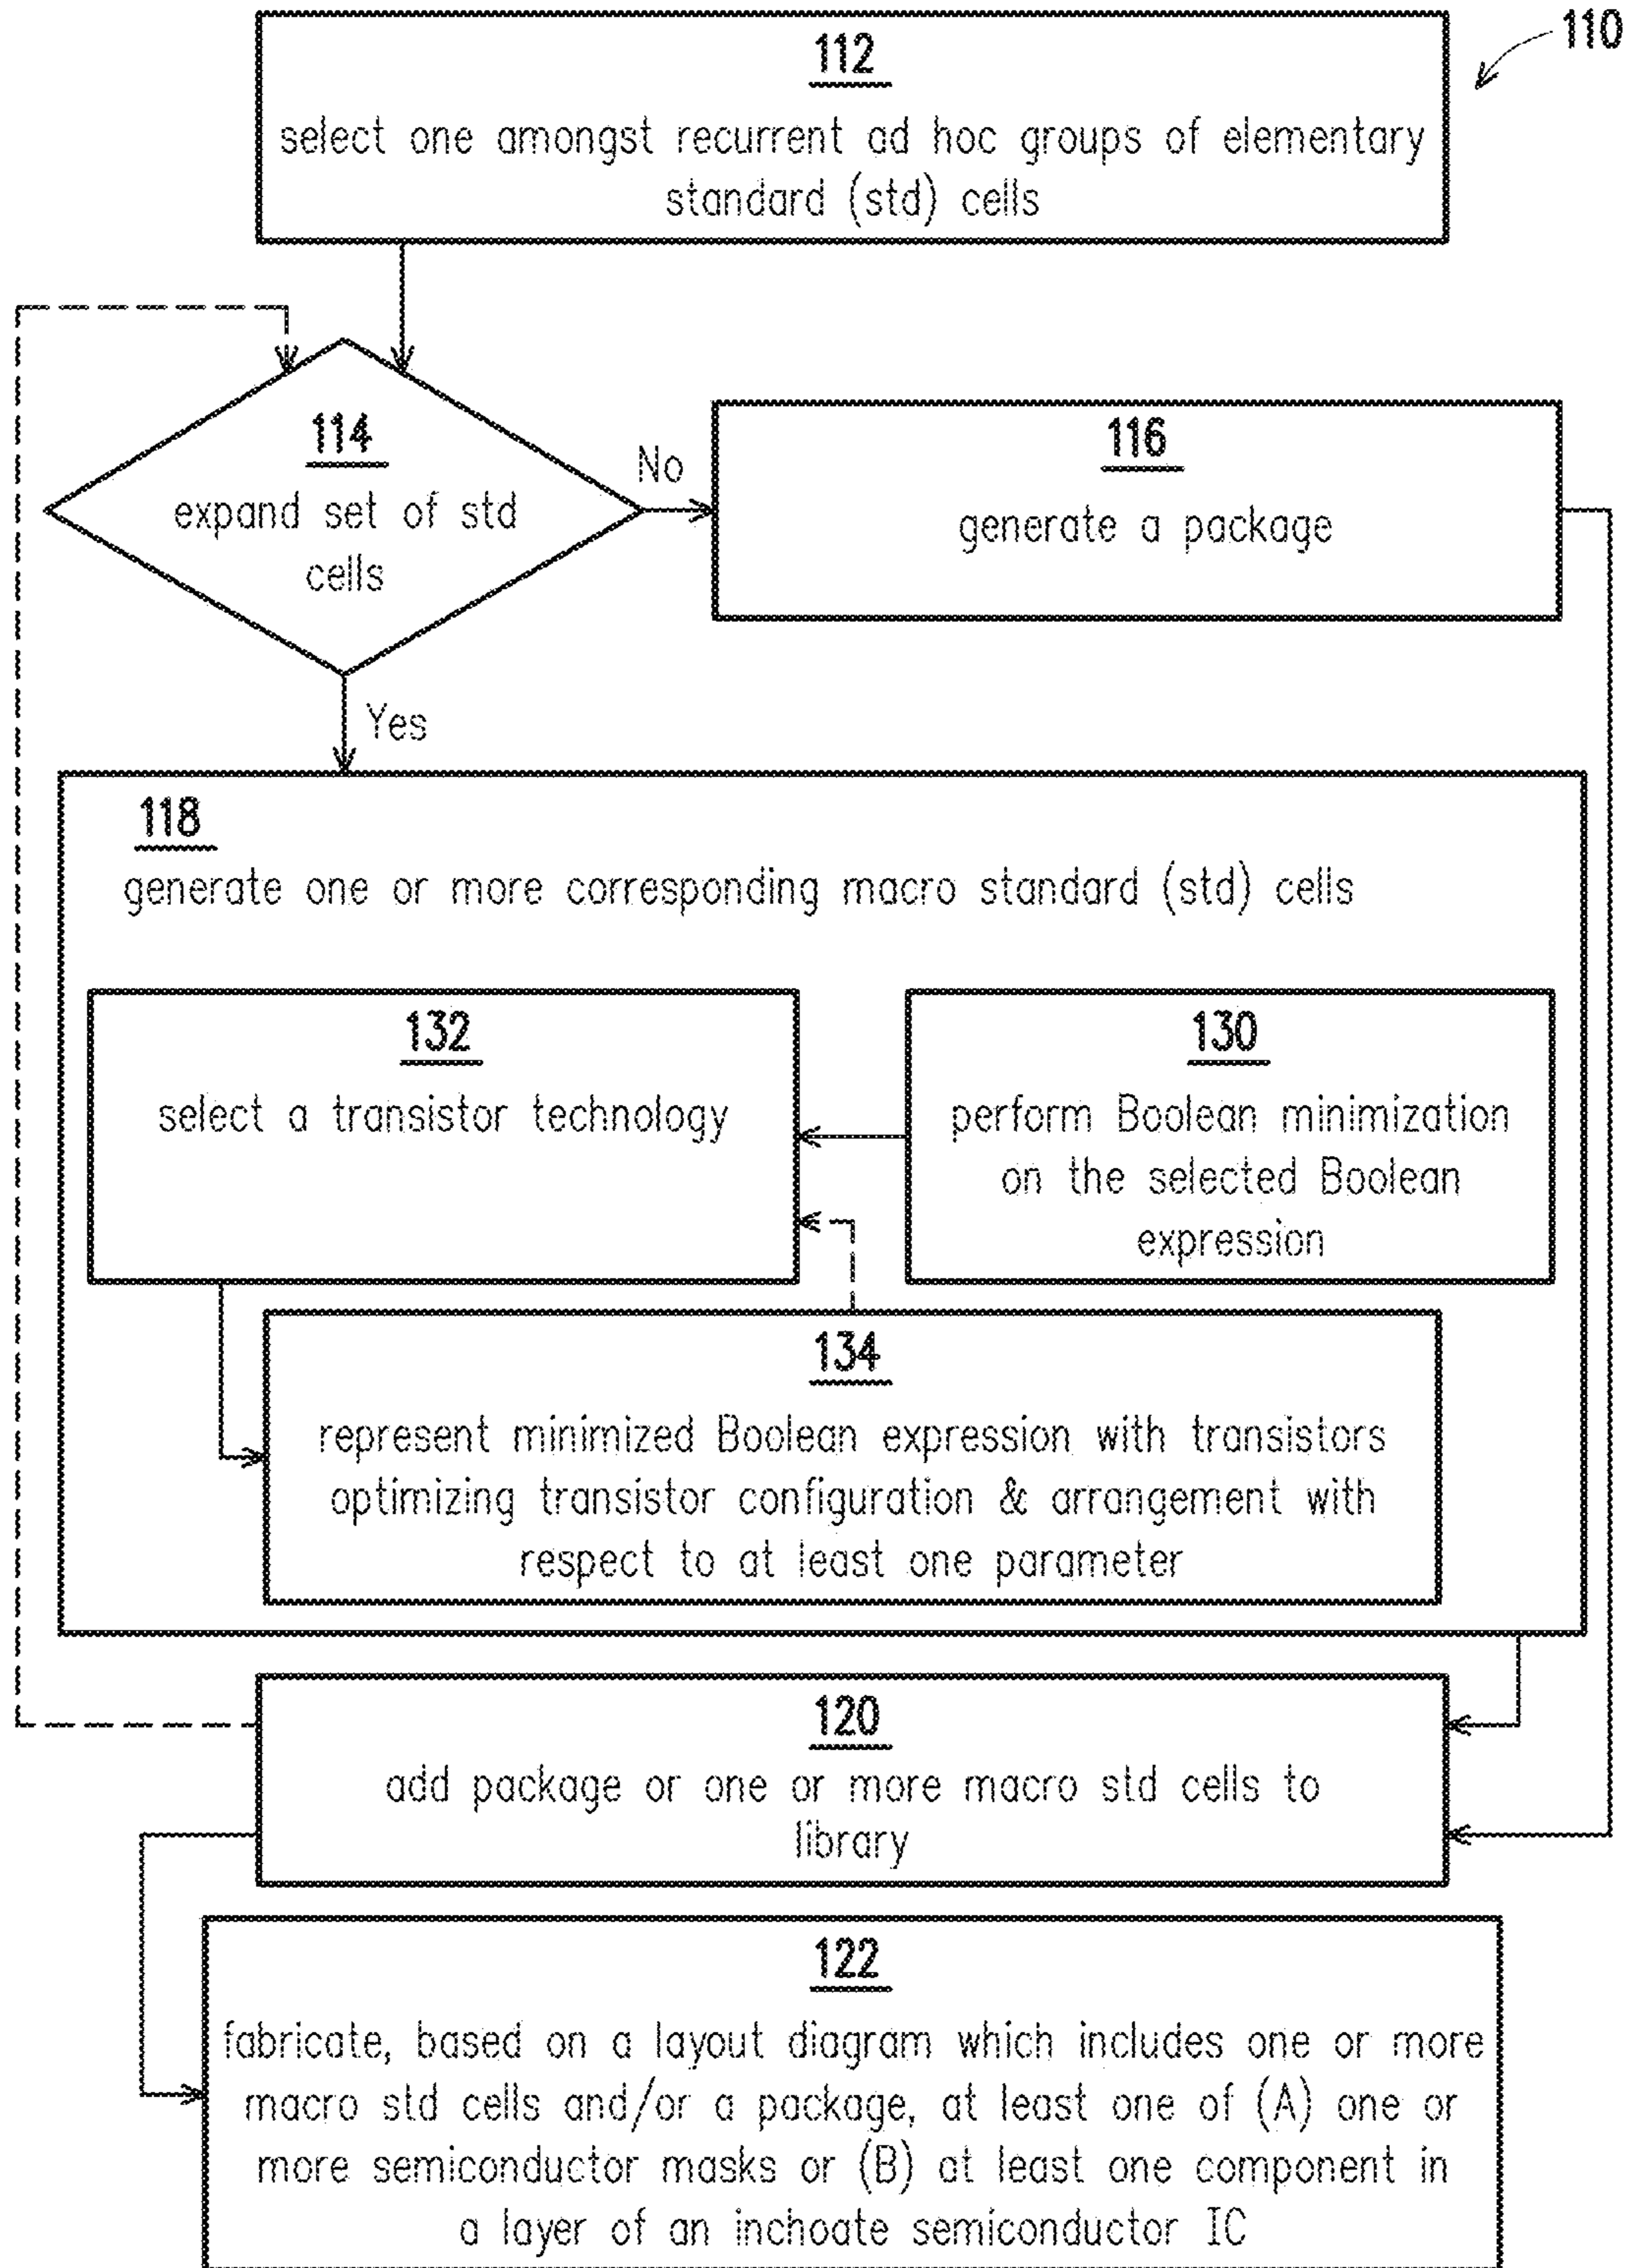 110
112
select one amongst recurrent ad hoc groups of elementary
standard (std) cells
114
expand set of std
cells
No
116
generate a package
Yes
118
generate one or more corresponding macro standard (std) cells
132
select a transistor technology
130
perform Boolean minimization
on the selected Boolean
expression
134
represent minimized Boolean expression with transistors
optimizing transistor configuration & arrangement with
respect to at least one parameter
120
add package or one or more macro std cells to
library
122
fabricate, based on a layout diagram which includes one or more
macro std cells and/or a package, at least one of (A) one or
more semiconductor masks or (B) at least one component in
a layer of an inchoate semiconductor IC